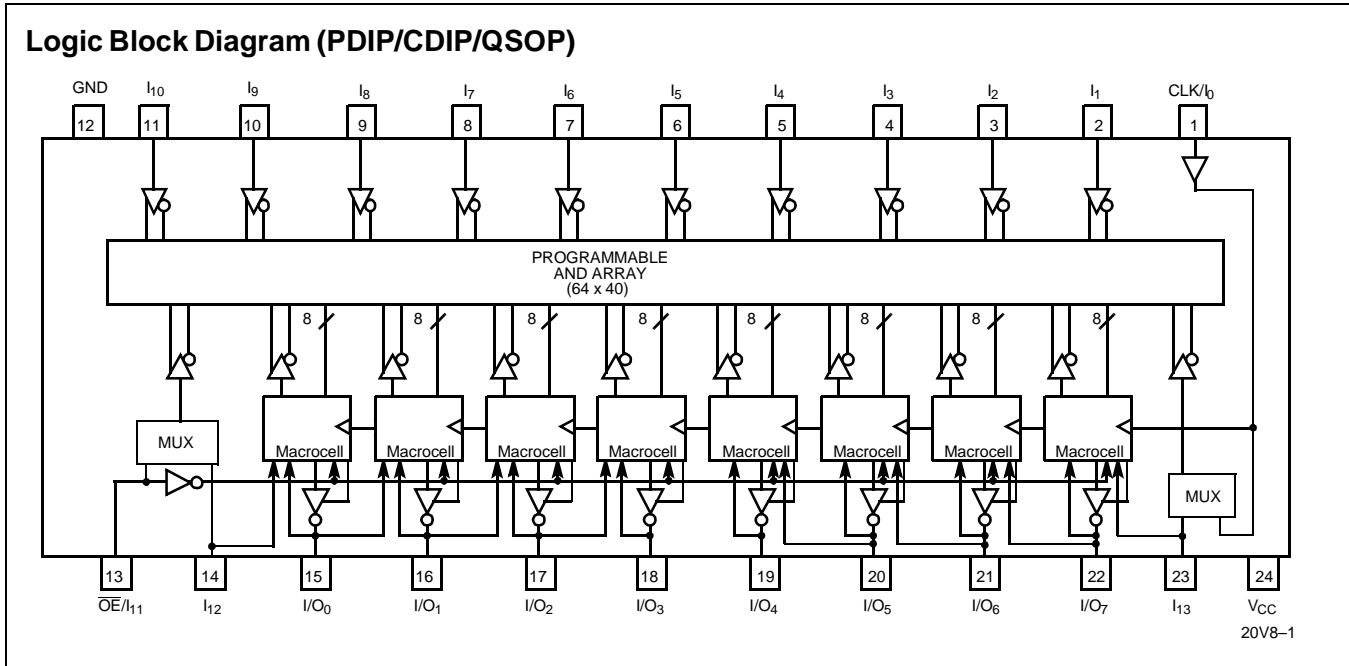 Logic Block Diagram (PDIP/CDIP/QSOP)
GND I10 I9 I8 I7 I6 I5 I4 I3 I2 I1 CLK/I0
12 11 10 9 8 7 6 5 4 3 2 1
PROGRAMMABLE
AND ARRAY
(64 x 40)
8 8 8 8 8 8 8 8
MUX
Macrocell Macrocell Macrocell Macrocell Macrocell Macrocell Macrocell Macrocell
MUX
13 14 15 16 17 18 19 20 21 22 23 24
O̅E̅/I11 I12 I/O0 I/O1 I/O2 I/O3 I/O4 I/O5 I/O6 I/O7 I13 VCC
20V8–1